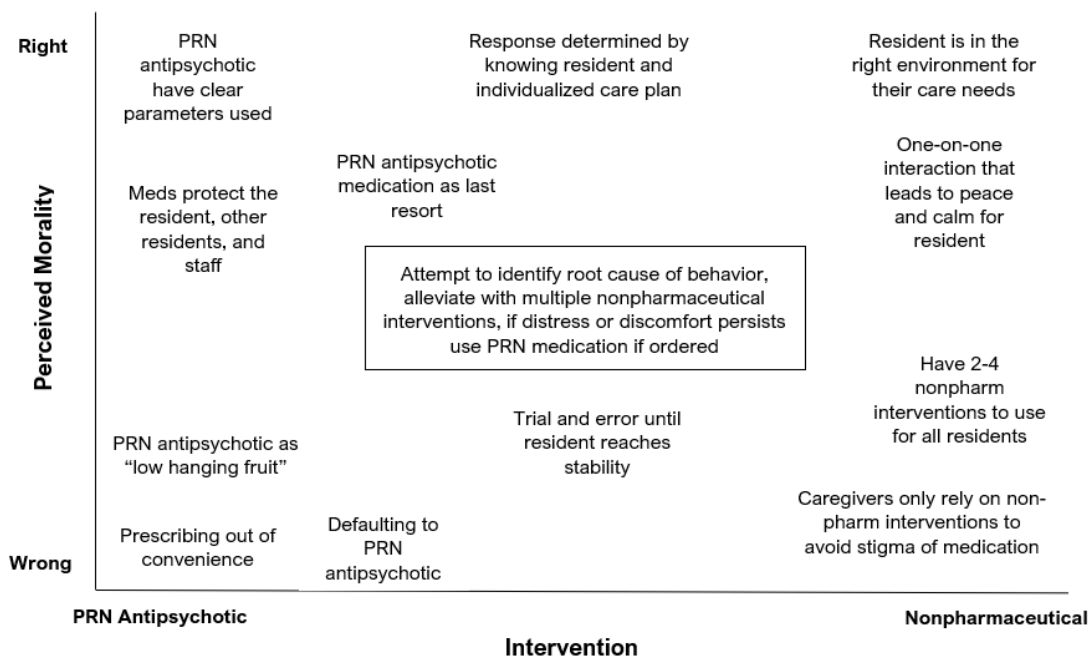 Right
PRN
antipsychotic
have clear
parameters used
Response determined by
knowing resident and
individualized care plan
Resident is in the
right environment for
their care needs
Perceived Morality
Meds protect the
resident, other
residents, and
staff
PRN antipsychotic
medication as last
resort
One-on-one
interaction that
leads to peace
and calm for
resident
Attempt to identify root cause of behavior,
alleviate with multiple nonpharmaceutical
interventions, if distress or discomfort persists
use PRN medication if ordered
PRN antipsychotic as
“low hanging fruit”
Trial and error until
resident reaches
stability
Have 2-4
nonpharm
interventions to use
for all residents
Prescribing out of
convenience
Defaulting to
PRN
antipsychotic
Caregivers only rely on non-
pharm interventions to
avoid stigma of medication
Wrong
PRN Antipsychotic
Nonpharmaceutical
Intervention